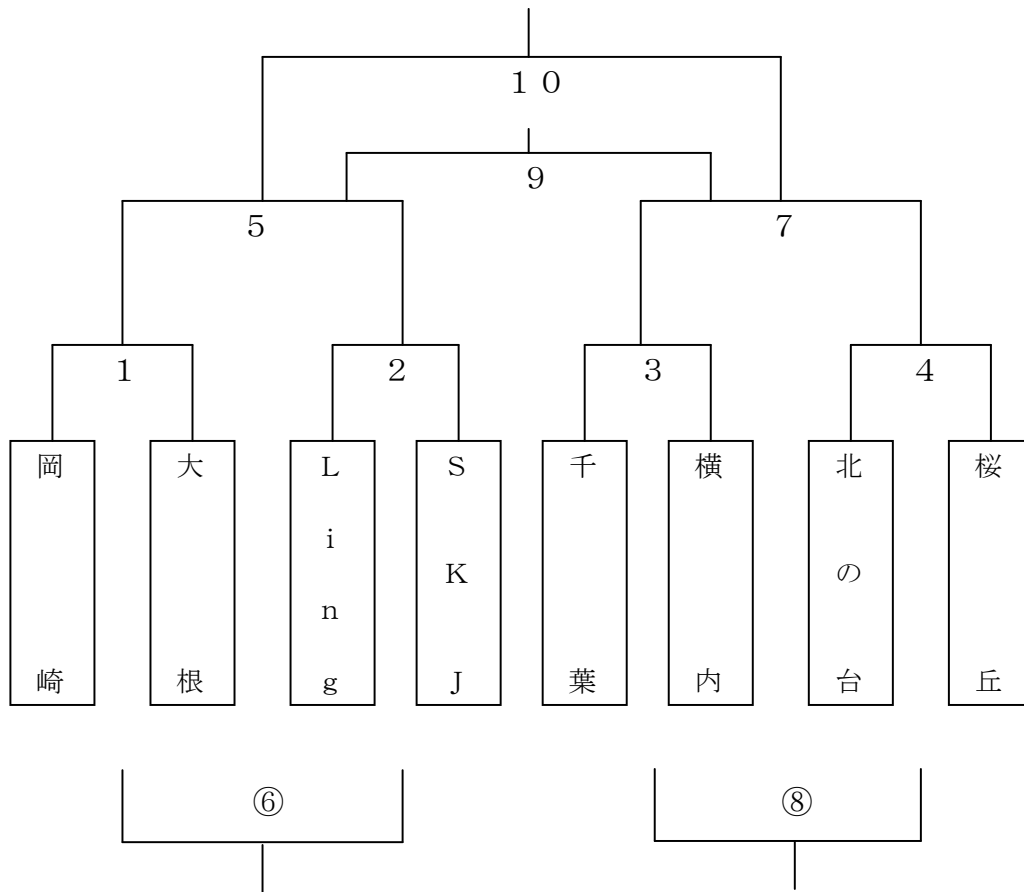 １０
９
５
７
１
２
３
４
岡崎
大根
Ling
SKJ
千葉
横内
北の台
桜丘
⑥
⑧